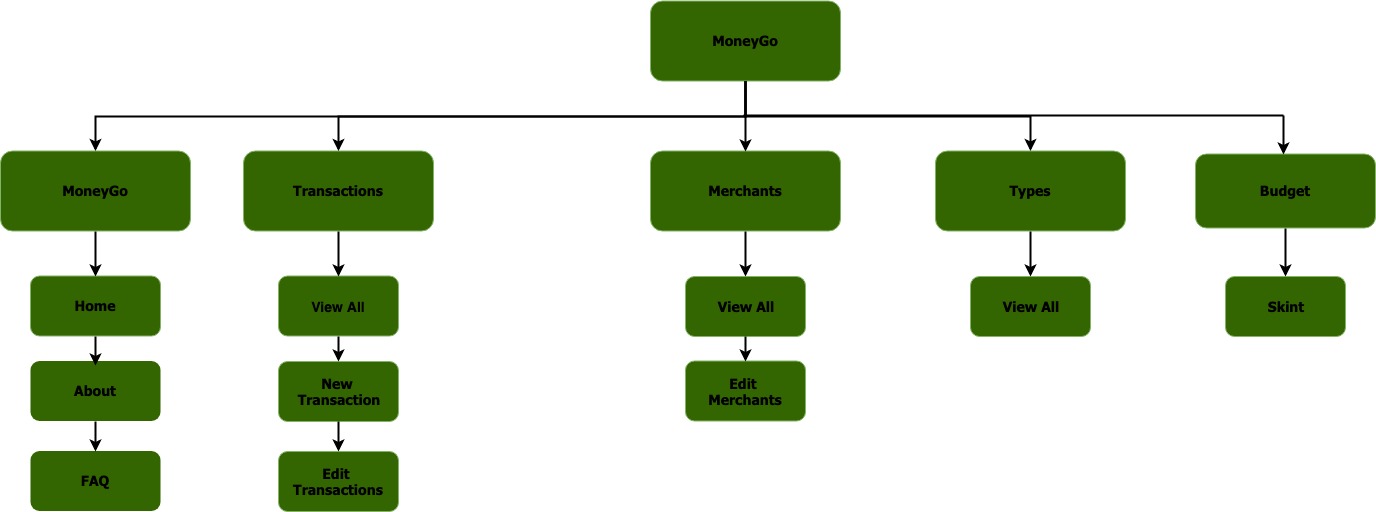 MoneyGo
MoneyGo
Transactions
Merchants
Types
Budget
Home
View All
View All
View All
Skint
About
New
Transaction
Edit
Merchants
FAQ
Edit
Transactions